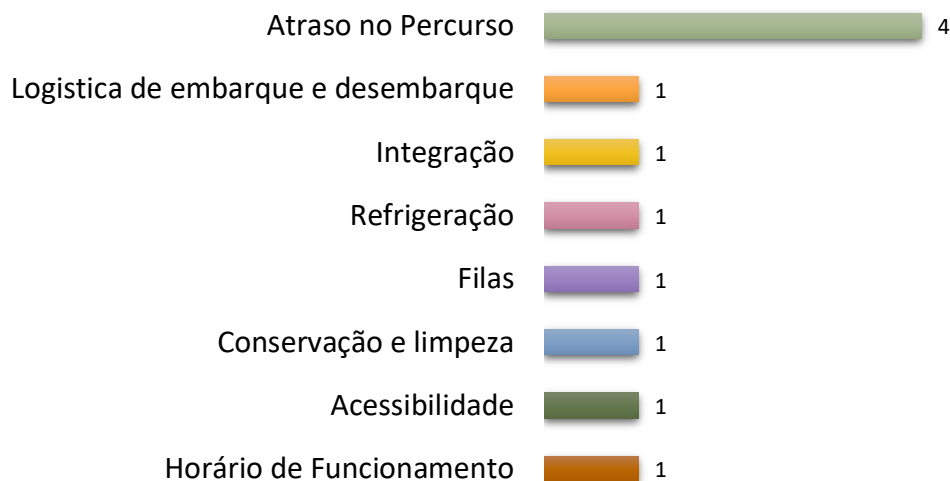 Atraso no Percurso 4
Logistica de embarque e desembarque 1
Integração 1
Refrigeração 1
Filas 1
Conservação e limpeza 1
Acessibilidade 1
Horário de Funcionamento 1